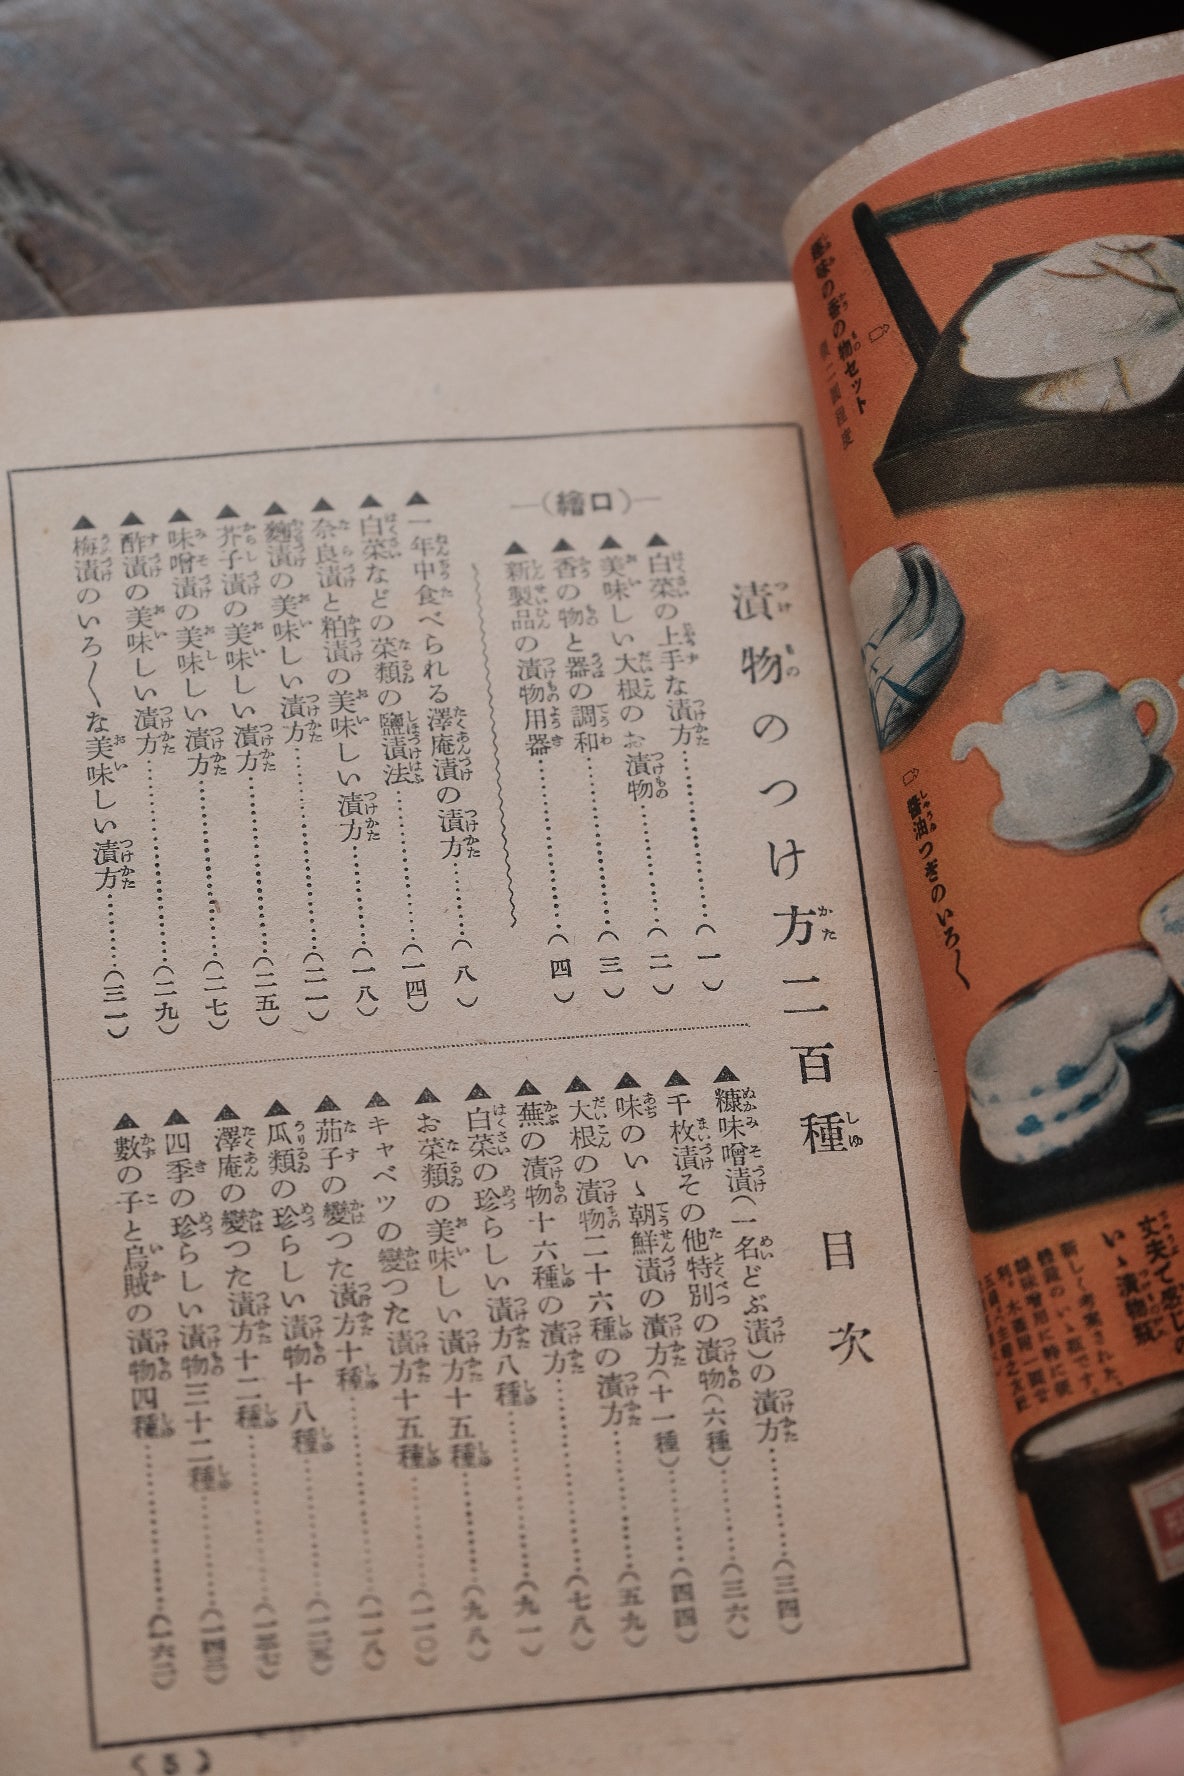 漬物のつけ方二百種 目次
―(繪口)―
▲白菜の上手な漬方…………(一)
▲美味しい大根のお漬物…………(二)
▲香の物と器の調和…………(三)
▲新製品の漬物用器…………(四)
▲一年中食べられる澤庵漬の漬方…………(八)
▲白菜などの菜類の鹽漬法…………(一四)
▲奈良漬と粕漬の美味しい漬方…………(一八)
▲麴漬の美味しい漬方…………(二一)
▲芥子漬の美味しい漬方…………(二五)
▲味噌漬の美味しい漬方…………(二七)
▲酢漬の美味しい漬方…………(二九)
▲梅漬のいろ〳〵な美味しい漬方…………(三一)
▲糠味噌漬(一名どぶ漬)の漬方…………(三四)
▲千枚漬その他特別の漬物(六種)…………(三六)
▲味のいゝ朝鮮漬の漬方(十一種)…………(四四)
▲大根の漬物二十六種の漬方…………(五九)
▲蕪の漬物十六種の漬方…………(七八)
▲白菜の珍らしい漬方八種…………(九一)
▲お菜類の美味しい漬方十五種…………(九八)
▲キャベツの變つた漬方十五種…………(一一〇)
▲茄子の變つた漬方十種…………(一一八)
▲瓜類の珍らしい漬物十八種…………
▲澤庵の變つた漬方十二種…………
▲四季の珍らしい漬物三十二種…………
▲數の子と烏賊の漬物四種…………
味の香の物セット
醬油つぎのいろ〳〵
丈夫で感じの
いゝ漬物瓶
新しく考案された、